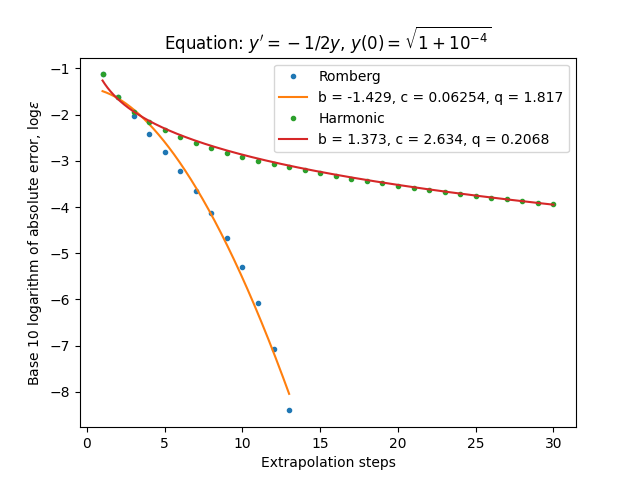 Equation: y′ = −1/2y, y(0) = √1 + 10⁻⁴
Romberg
b = -1.429, c = 0.06254, q = 1.817
Harmonic
b = 1.373, c = 2.634, q = 0.2068
Base 10 logarithm of absolute error, logε
−1
−2
−3
−4
−5
−6
−7
−8
0
5
10
15
20
25
30
Extrapolation steps